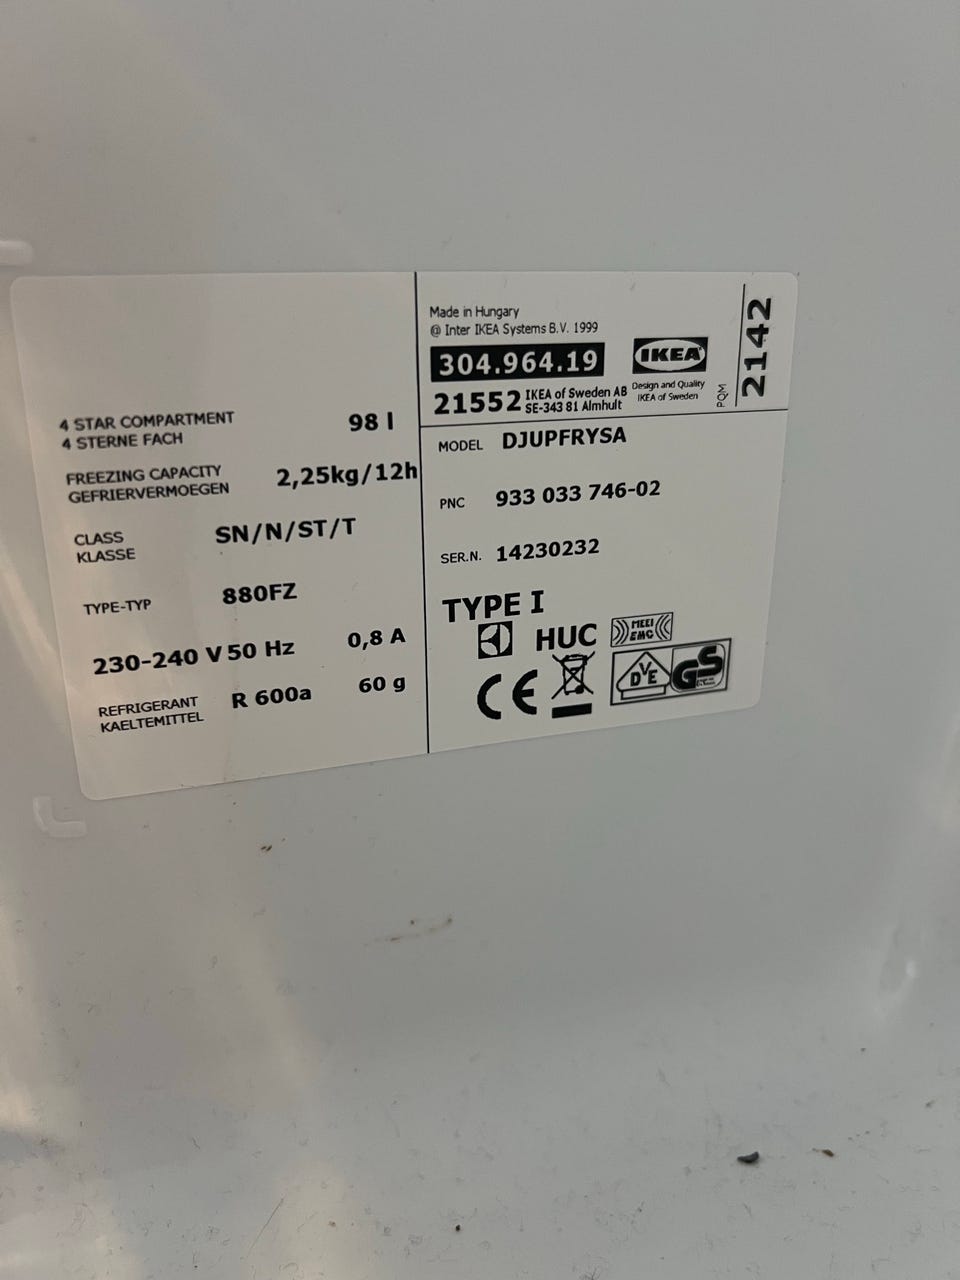 4 STAR COMPARTMENT
4 STERNE FACH
98 l
FREEZING CAPACITY
GEFRIERVERMOEGEN
2,25kg/12h
CLASS
KLASSE
SN/N/ST/T
TYPE-TYP
880FZ
230-240 V 50 Hz
0,8 A
REFRIGERANT
KAELTEMITTEL
R 600a
60 g
Made in Hungary
@ Inter IKEA Systems B.V. 1999
304.964.19
IKEA
Design and Quality
IKEA of Sweden
21552
IKEA of Sweden AB
SE-343 81 Almhult
PQM
2142
MODEL DJUPFRYSA
PNC 933 033 746-02
SER.N. 14230232
TYPE I
HUC
MEEI
EMC
CE
DVE
GS